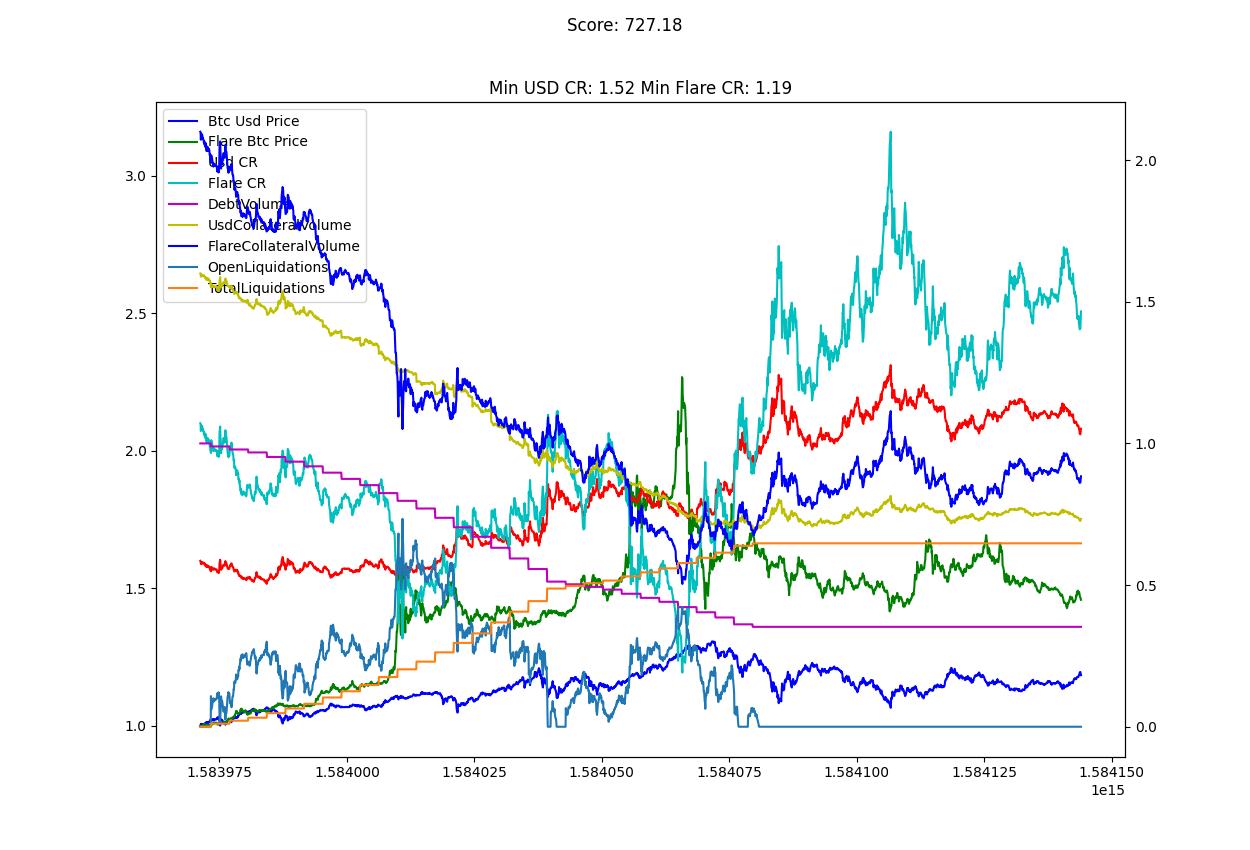 Score: 727.18
Min USD CR: 1.52 Min Flare CR: 1.19
Btc Usd Price
Flare Btc Price
Usd CR
Flare CR
DebtVolume
UsdCollateralVolume
FlareCollateralVolume
OpenLiquidations
TotalLiquidations
3.0
2.5
2.0
1.5
1.0
2.0
1.5
1.0
0.5
0.0
1.583975 1.584000 1.584025 1.584050 1.584075 1.584100 1.584125 1.584150
1e15